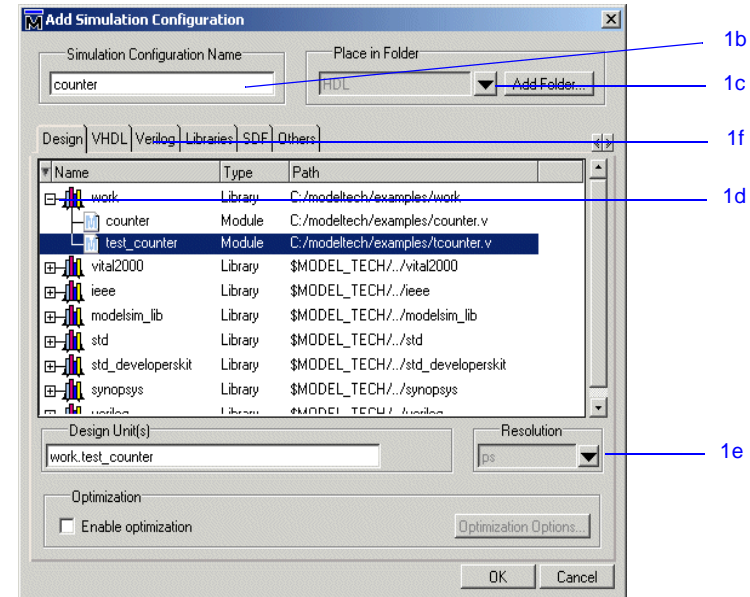 Add Simulation Configuration
Simulation Configuration Name
Place in Folder
1b
counter
HDL
Add Folder...
1c
Design VHDL Verilog Libraries SDF Others
1f
Name Type Path
work Library C:/modeltech/examples/work
1d
counter Module C:/modeltech/examples/counter.v
test_counter Module C:/modeltech/examples/tcounter.v
vital2000 Library $MODEL_TECH/../vital2000
ieee Library $MODEL_TECH/../ieee
modelsim_lib Library $MODEL_TECH/../modelsim_lib
std Library $MODEL_TECH/../std
std_developerskit Library $MODEL_TECH/../std_developerskit
synopsys Library $MODEL_TECH/../synopsys
verilog Library $MODEL_TECH/../verilog
Design Unit(s)
Resolution
work.test_counter
ps
1e
Optimization
Enable optimization
Optimization Options...
OK Cancel